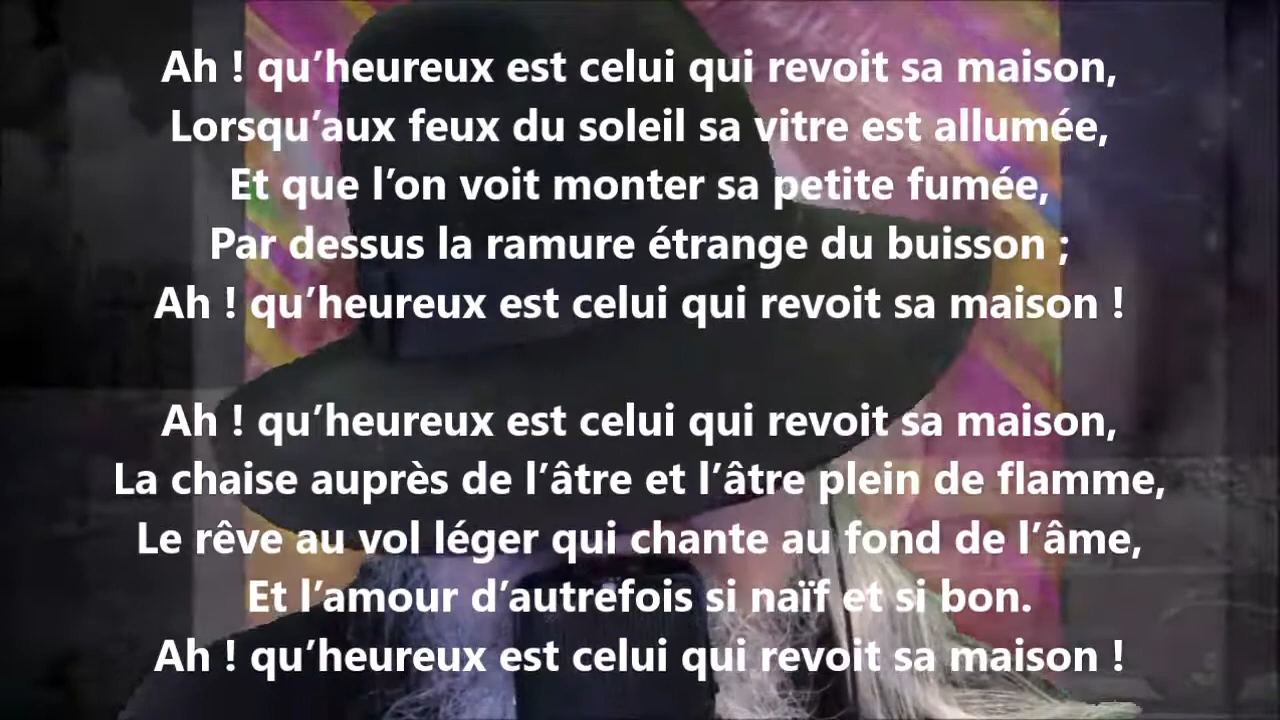 Ah ! qu’heureux est celui qui revoit sa maison,
Lorsqu’aux feux du soleil sa vitre est allumée,
Et que l’on voit monter sa petite fumée,
Par dessus la ramure étrange du buisson ;
Ah ! qu’heureux est celui qui revoit sa maison !
Ah ! qu’heureux est celui qui revoit sa maison,
La chaise auprès de l’âtre et l’âtre plein de flamme,
Le rêve au vol léger qui chante au fond de l’âme,
Et l’amour d’autrefois si naïf et si bon.
Ah ! qu’heureux est celui qui revoit sa maison !